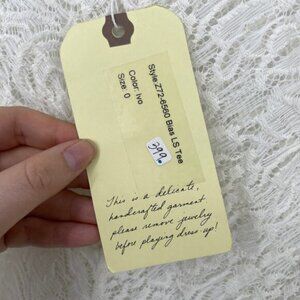 Style:Z72-6560 Bias LS Tee
Color: Ivo
Size: 0
399.
This is a delicate,
handcrafted garment.
please remove jewelry
before playing dress up!